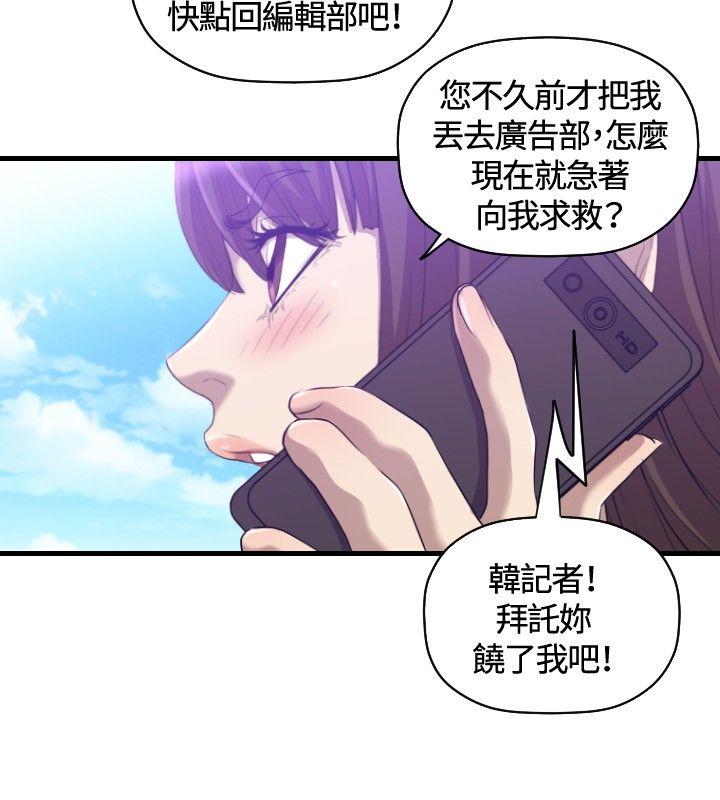 快點回編輯部吧!
您不久前才把我
丟去廣告部,怎麼
現在就急著
向我求救?
HD
韓記者!
拜託妳
饒了我吧!